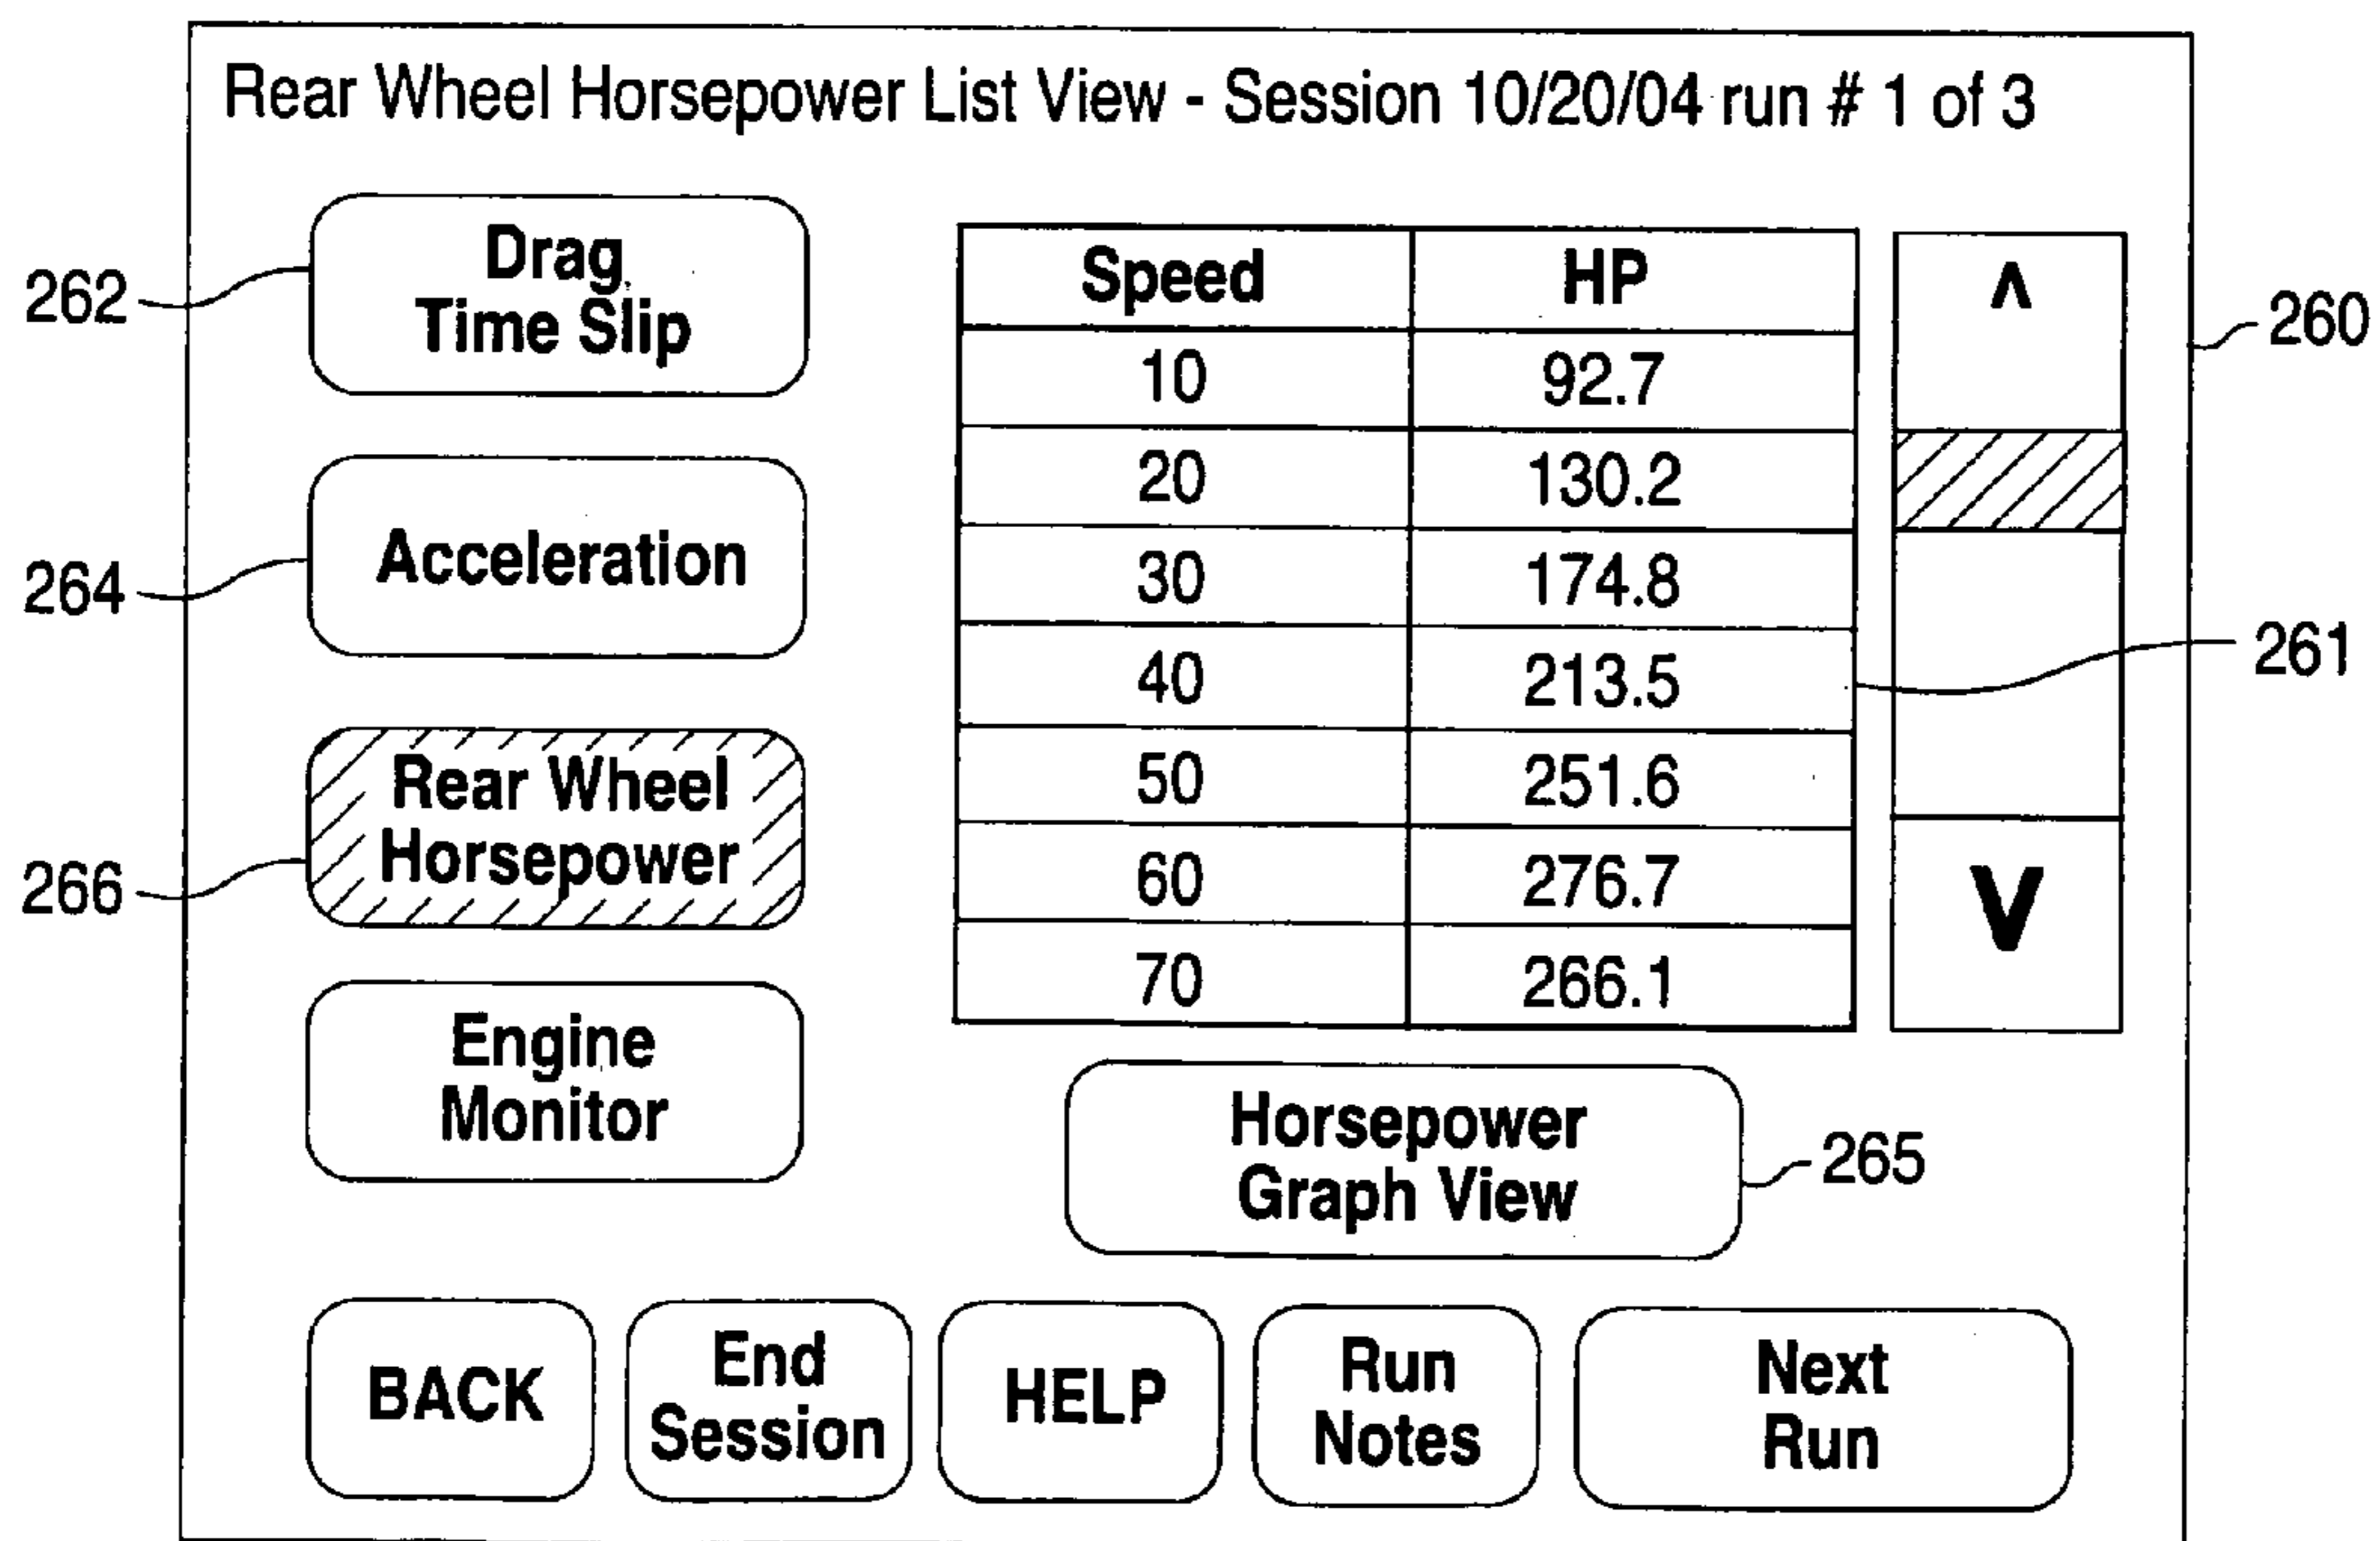 Rear Wheel Horsepower List View - Session 10/20/04 run # 1 of 3
262
Drag
Time Slip
264
Acceleration
266
Rear Wheel
Horsepower
Engine
Monitor
Speed HP
10 92.7
20 130.2
30 174.8
40 213.5
50 251.6
60 276.7
70 266.1
Λ
V
260
261
Horsepower
Graph View
265
BACK
End
Session
HELP
Run
Notes
Next
Run